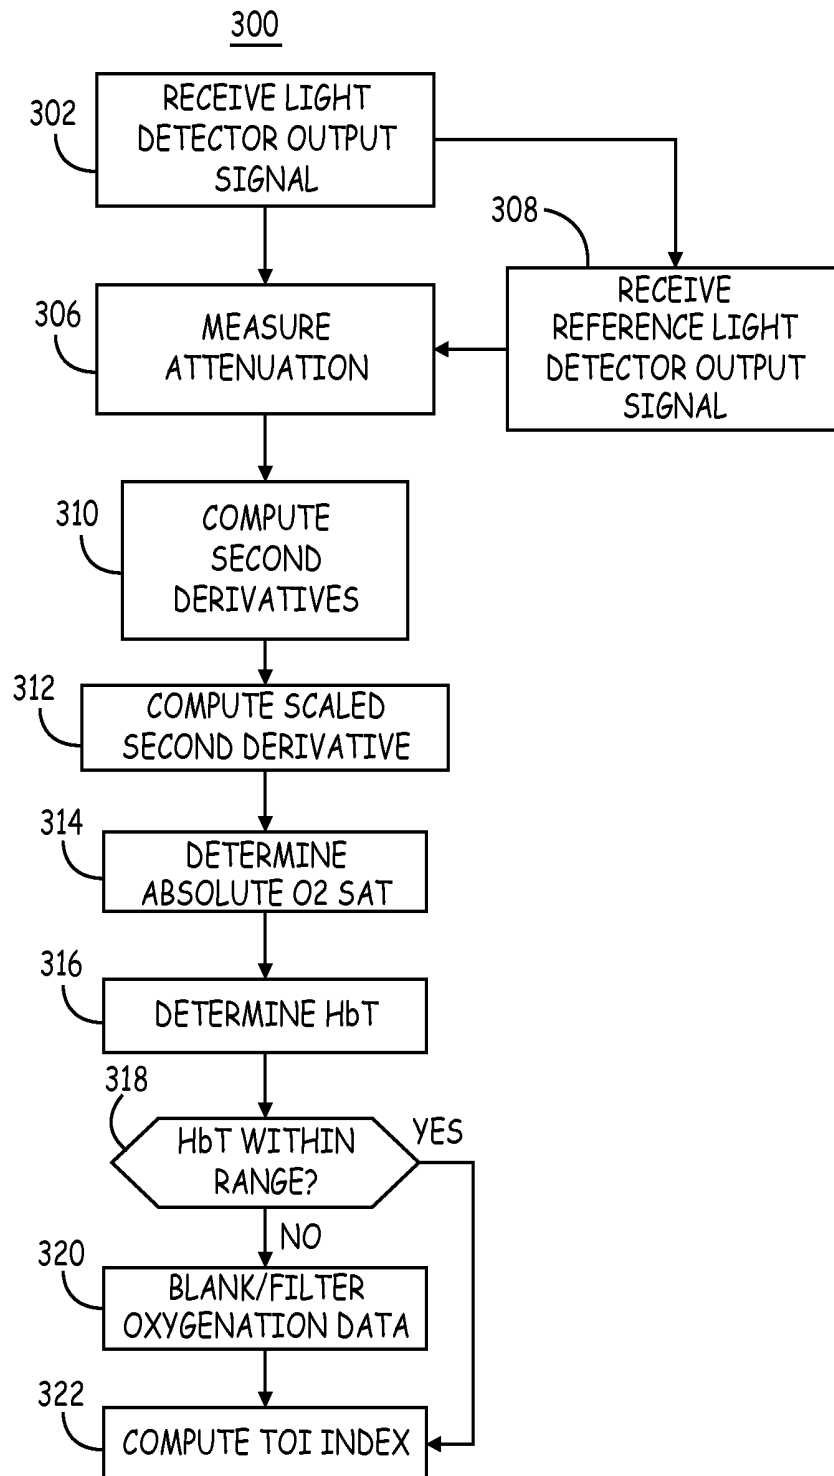 300
302
RECEIVE LIGHT
DETECTOR OUTPUT
SIGNAL
308
RECEIVE
REFERENCE LIGHT
DETECTOR OUTPUT
SIGNAL
306
MEASURE
ATTENUATION
310
COMPUTE
SECOND
DERIVATIVES
312
COMPUTE SCALED
SECOND DERIVATIVE
314
DETERMINE
ABSOLUTE O2 SAT
316
DETERMINE HbT
318
HbT WITHIN
RANGE?
YES
NO
320
BLANK/FILTER
OXYGENATION DATA
322
COMPUTE TOI INDEX